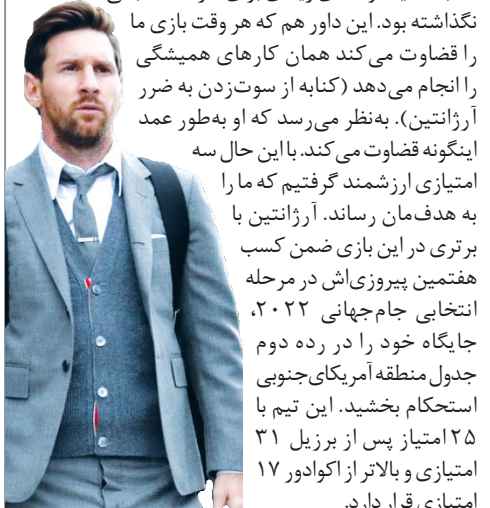 نگذاشته بود. این داور هم که هر وقت بازی ما
را قضاوت می‌کند همان کارهای همیشگی
را انجام می‌دهد (کنایه از سوت‌زدن به ضرر
آرژانتین). به‌نظر می‌رسد که او به‌طور عمد
اینگونه قضاوت می‌کند. با این حال سه
امتیازی ارزشمند گرفتیم که ما را
به هدف‌مان رساند. آرژانتین با
برتری در این بازی ضمن کسب
هفتمین پیروزی‌اش در مرحله
انتخابی جام‌جهانی ۲۰۲۲،
جایگاه خود را در رده دوم
جدول منطقه آمریکای‌جنوبی
استحکام بخشید. این تیم با
۲۵ امتیاز پس از برزیل ۳۱
امتیازی و بالاتر از اکوادور ۱۷
امتیازی قرار دارد.